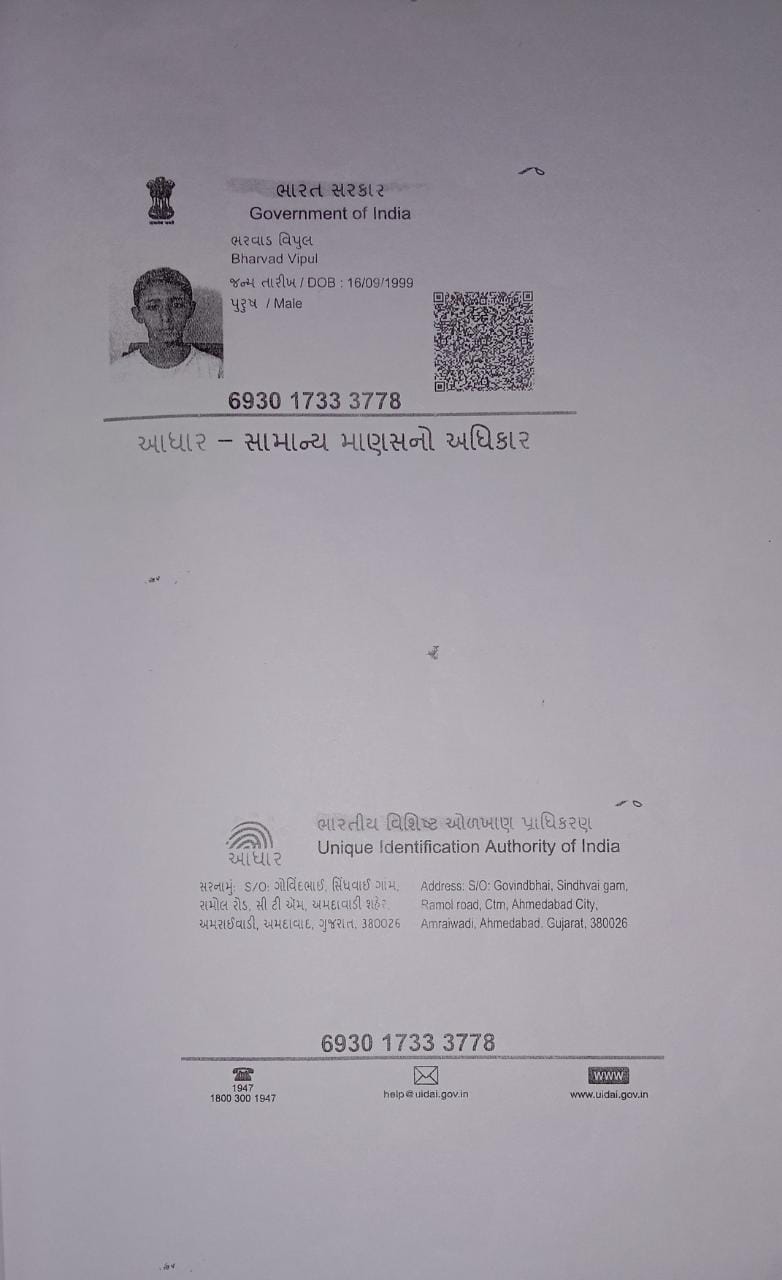 ભારત સરકાર
Government of India
ભરવાડ વિપુલ
Bharvad Vipul
જન્મ તારીખ / DOB : 16/09/1999
પુરુષ / Male
6930 1733 3778
આધાર – સામાન્ય માણસનો અધિકાર
ભારતીય વિશિષ્ટ ઓળખાણ પ્રાધિકરણ
આધાર
Unique Identification Authority of India
સરનામું: S/O: ગોવિંદભાઈ, સિંધવાઈ ગામ,
રામોલ રોડ, સી ટી એમ, અમદાવાદી શહેર,
અમરાઈવાડી, અમદાવાદ, ગુજરાત, 380026
Address: S/O: Govindbhai, Sindhvai gam,
Ramol road, Ctm, Ahmedabad City,
Amraiwadi, Ahmedabad. Gujarat, 380026
6930 1733 3778
1947
1800 300 1947
help@uidai.gov.in
WWW
www.uidai.gov.in